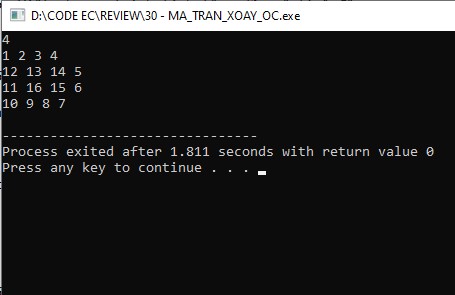 D:\CODE EC\REVIEW\30 - MA_TRAN_XOAY_OC.exe
4
1 2 3 4
12 13 14 5
11 16 15 6
10 9 8 7
--------------------------------
Process exited after 1.811 seconds with return value 0
Press any key to continue . . .